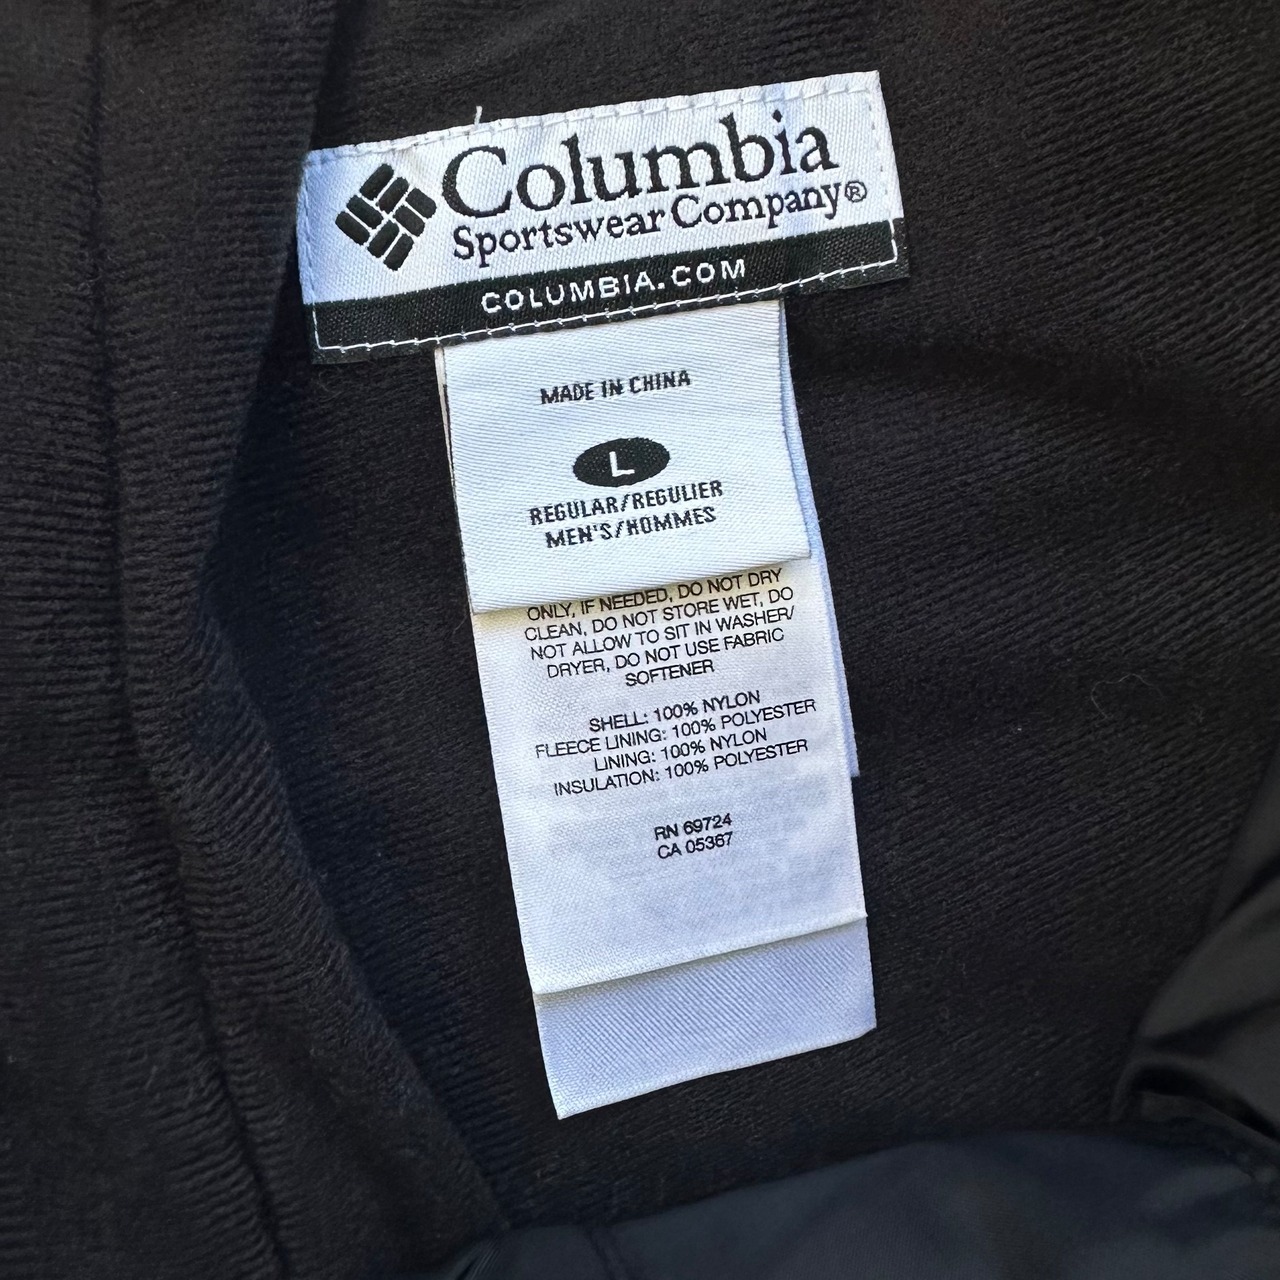 Columbia
Sportswear Company®
COLUMBIA.COM
MADE IN CHINA
L
REGULAR/REGULIER
MEN'S/HOMMES
ONLY, IF NEEDED, DO NOT DRY
CLEAN, DO NOT STORE WET, DO
NOT ALLOW TO SIT IN WASHER/
DRYER, DO NOT USE FABRIC
SOFTENER
SHELL: 100% NYLON
FLEECE LINING: 100% POLYESTER
LINING: 100% NYLON
INSULATION: 100% POLYESTER
RN 69724
CA 05367